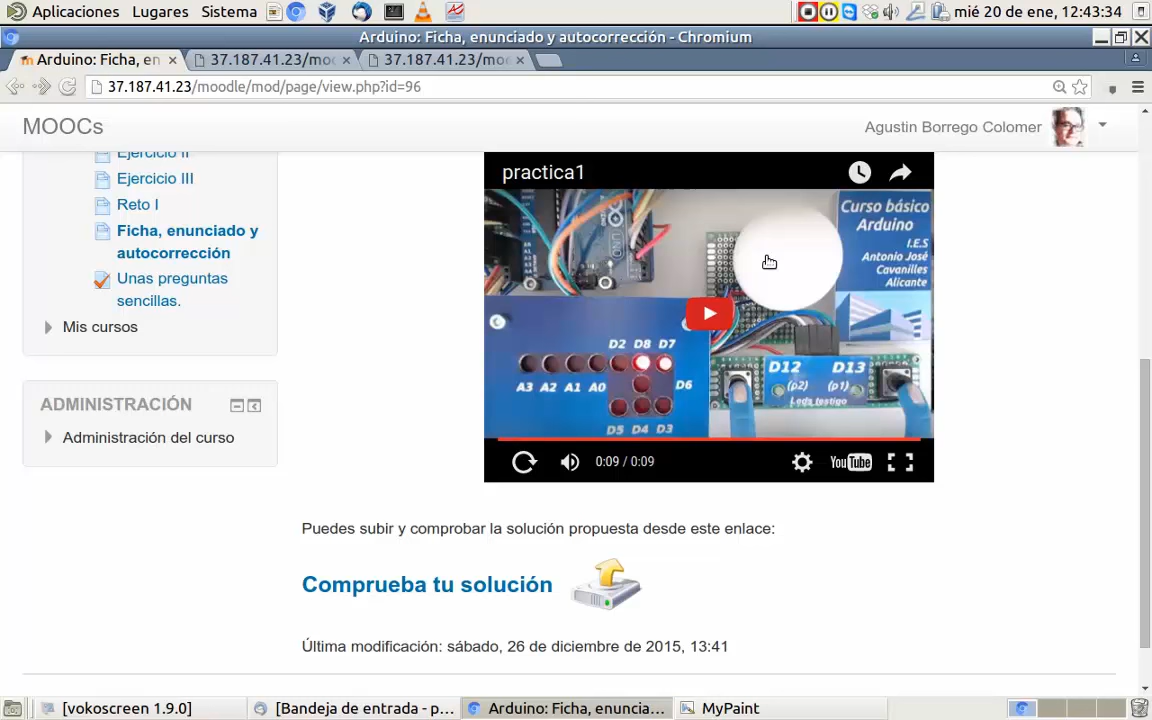 Aplicaciones Lugares Sistema mié 20 de ene, 12:43:34
Arduino: Ficha, enunciado y autocorrección - Chromium
Arduino: Ficha, en 37.187.41.23/moo 37.187.41.23/moo
37.187.41.23/moodle/mod/page/view.php?id=96
MOOCs
Agustin Borrego Colomer
Ejercicio II
Ejercicio III
Reto I
Ficha, enunciado y
autocorrección
Unas preguntas
sencillas.
Mis cursos
ADMINISTRACIÓN
Administración del curso
practica1
UNO
Curso básico
Arduino
I.E.S
Antonio José
Cavanilles
Alicante
D2 D8 D7
A3 A2 A1 A0
D6
D5 D4 D3
D12 D13
(p2) (p1)
Leds testigo
0:09 / 0:09
YouTube
Puedes subir y comprobar la solución propuesta desde este enlace:
Comprueba tu solución
Última modificación: sábado, 26 de diciembre de 2015, 13:41
[vokoscreen 1.9.0] [Bandeja de entrada - p... Arduino: Ficha, enuncia... MyPaint